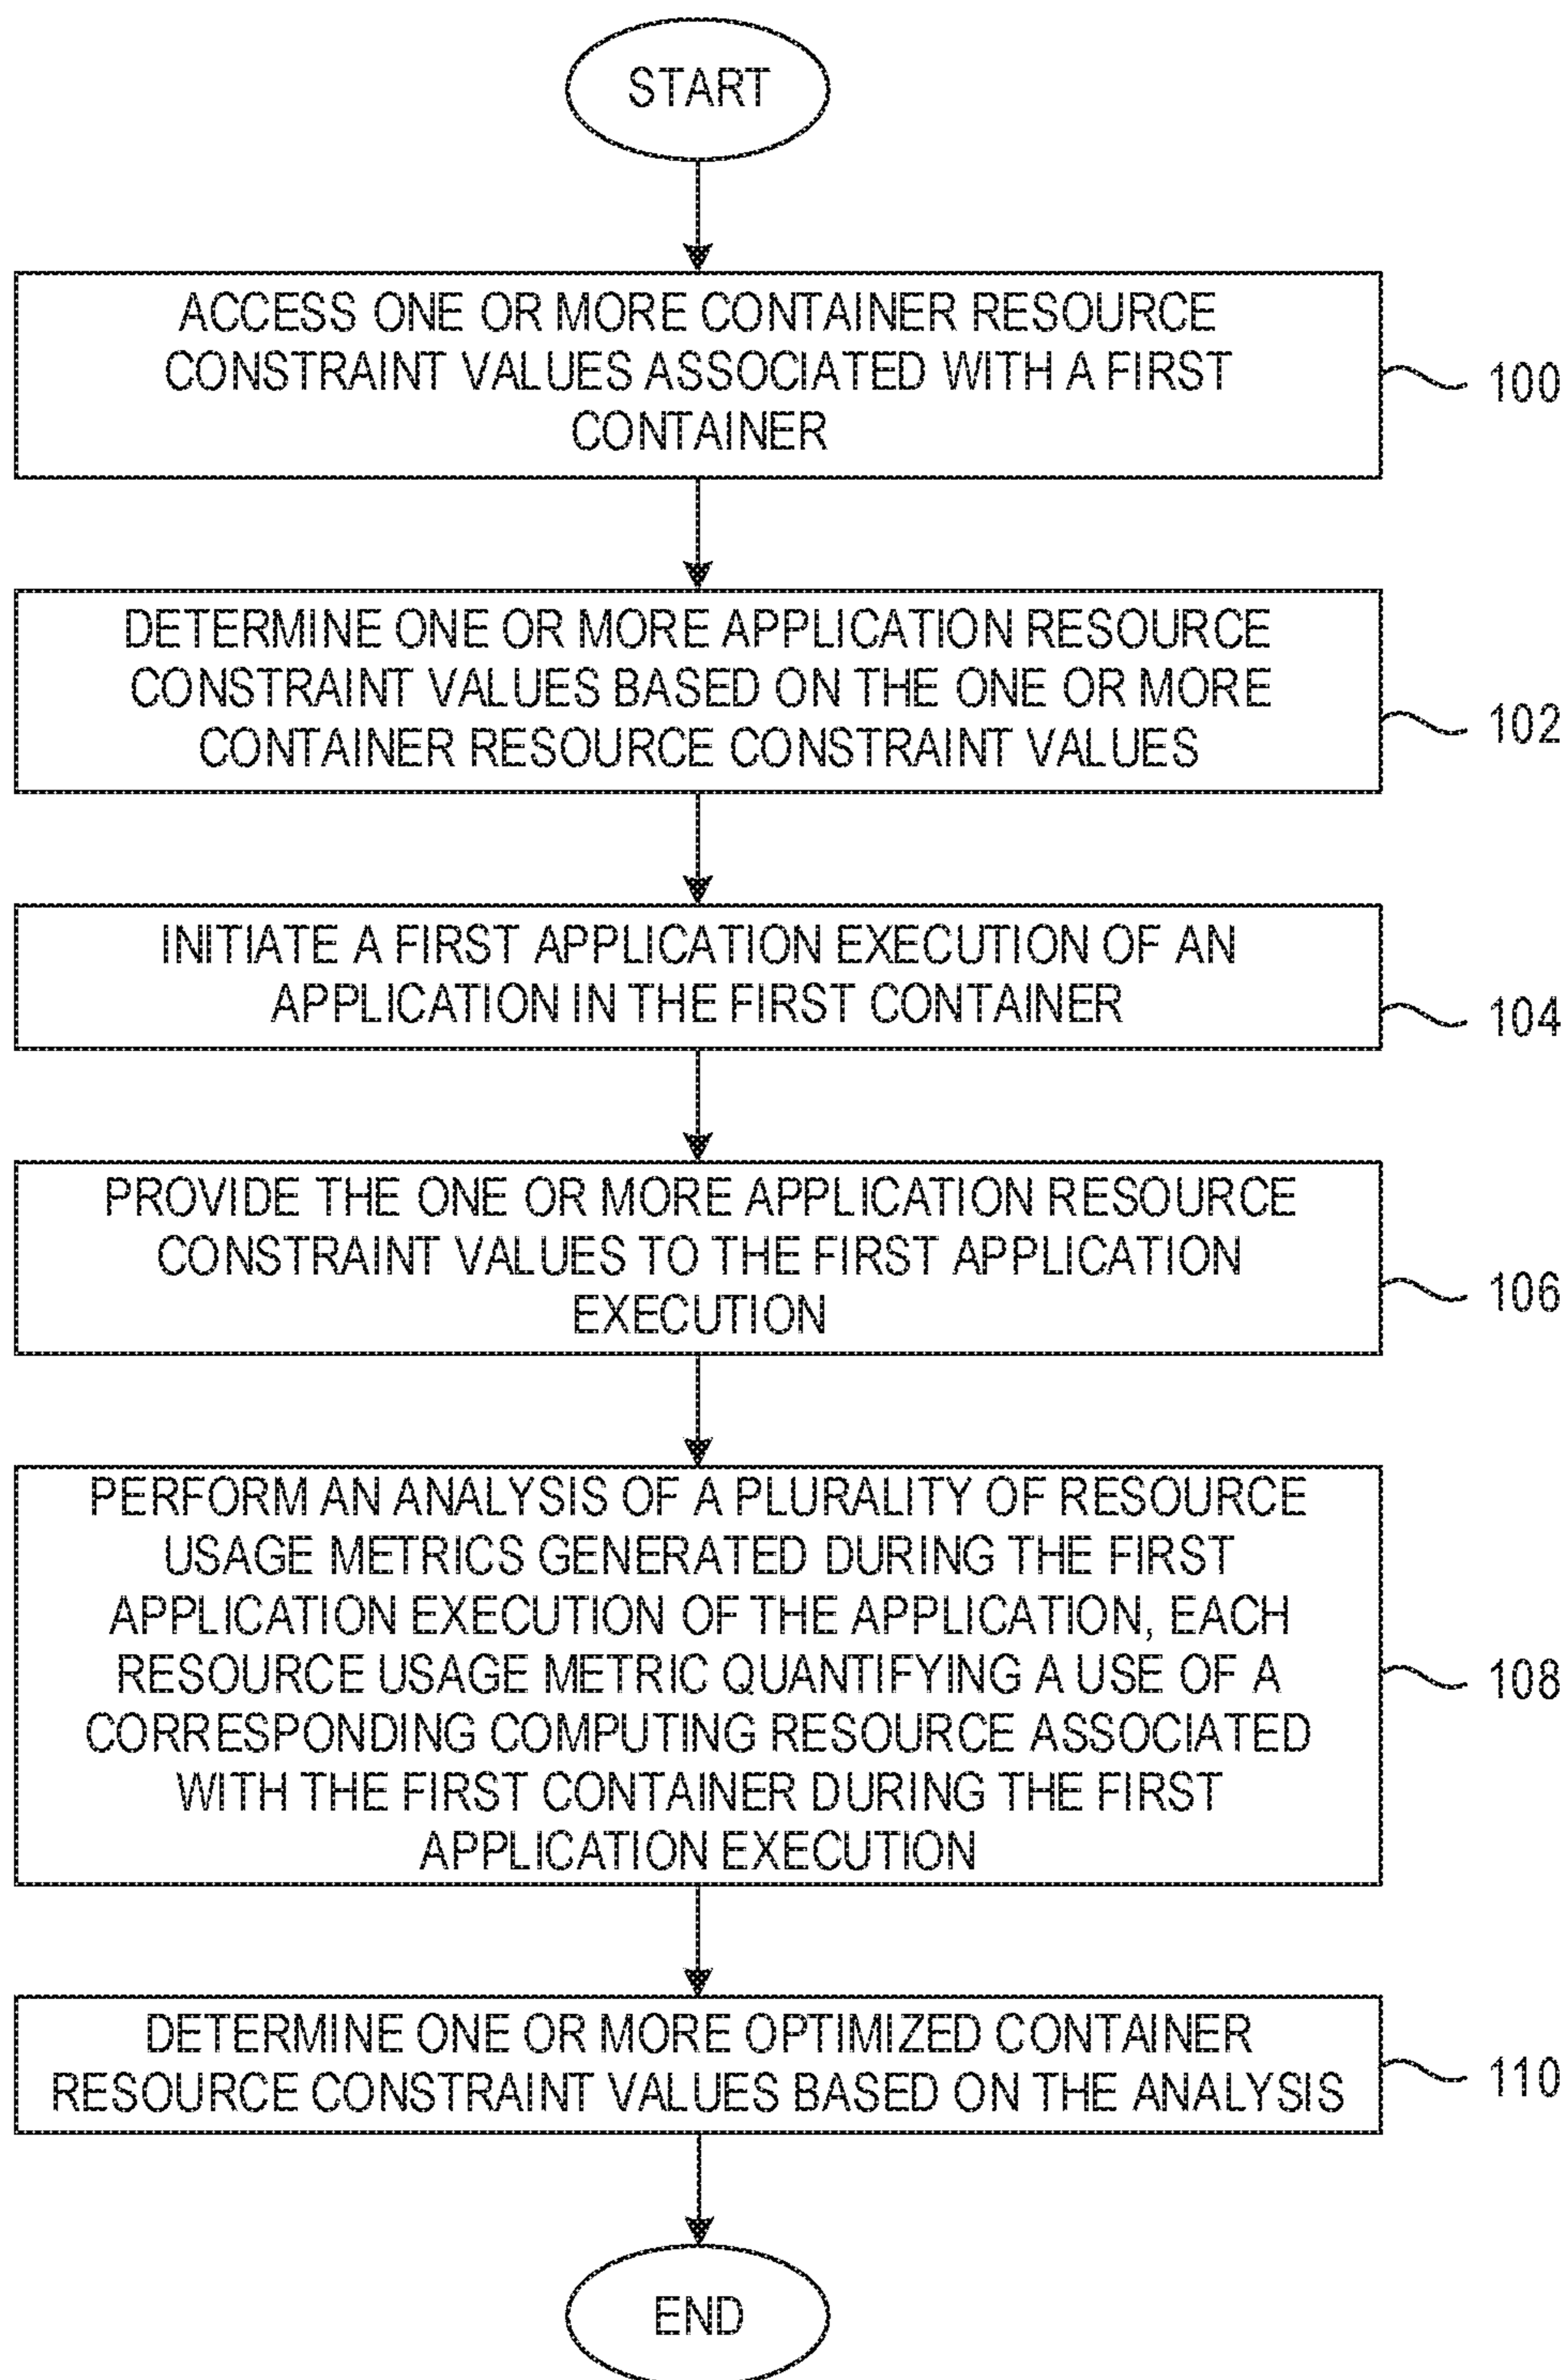 START
ACCESS ONE OR MORE CONTAINER RESOURCE
CONSTRAINT VALUES ASSOCIATED WITH A FIRST
CONTAINER
100
DETERMINE ONE OR MORE APPLICATION RESOURCE
CONSTRAINT VALUES BASED ON THE ONE OR MORE
CONTAINER RESOURCE CONSTRAINT VALUES
102
INITIATE A FIRST APPLICATION EXECUTION OF AN
APPLICATION IN THE FIRST CONTAINER
104
PROVIDE THE ONE OR MORE APPLICATION RESOURCE
CONSTRAINT VALUES TO THE FIRST APPLICATION
EXECUTION
106
PERFORM AN ANALYSIS OF A PLURALITY OF RESOURCE
USAGE METRICS GENERATED DURING THE FIRST
APPLICATION EXECUTION OF THE APPLICATION, EACH
RESOURCE USAGE METRIC QUANTIFYING A USE OF A
CORRESPONDING COMPUTING RESOURCE ASSOCIATED
WITH THE FIRST CONTAINER DURING THE FIRST
APPLICATION EXECUTION
108
DETERMINE ONE OR MORE OPTIMIZED CONTAINER
RESOURCE CONSTRAINT VALUES BASED ON THE ANALYSIS
110
END